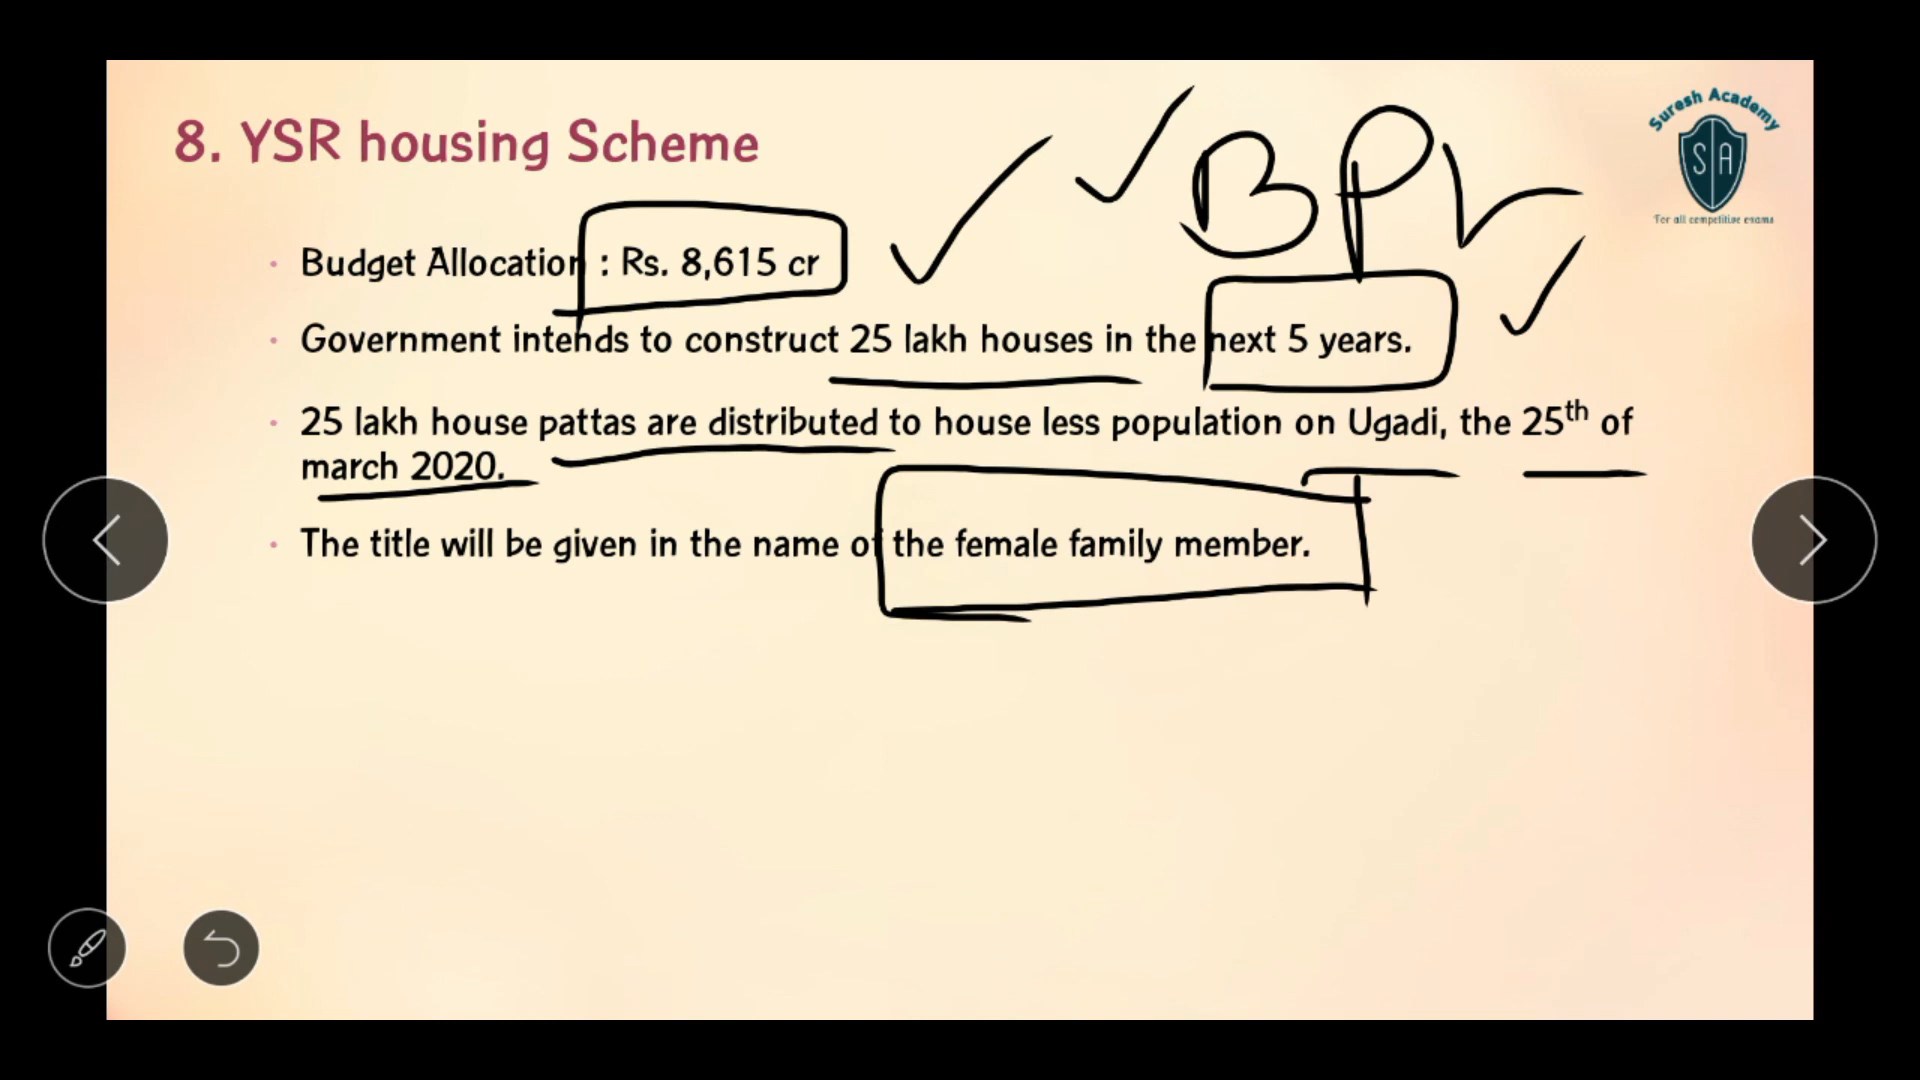 8. YSR housing Scheme
BPL
Suresh Academy
SA
For all competitive exams
• Budget Allocation : Rs. 8,615 cr
• Government intends to construct 25 lakh houses in the next 5 years.
• 25 lakh house pattas are distributed to house less population on Ugadi, the 25th of
march 2020.
• The title will be given in the name of the female family member.